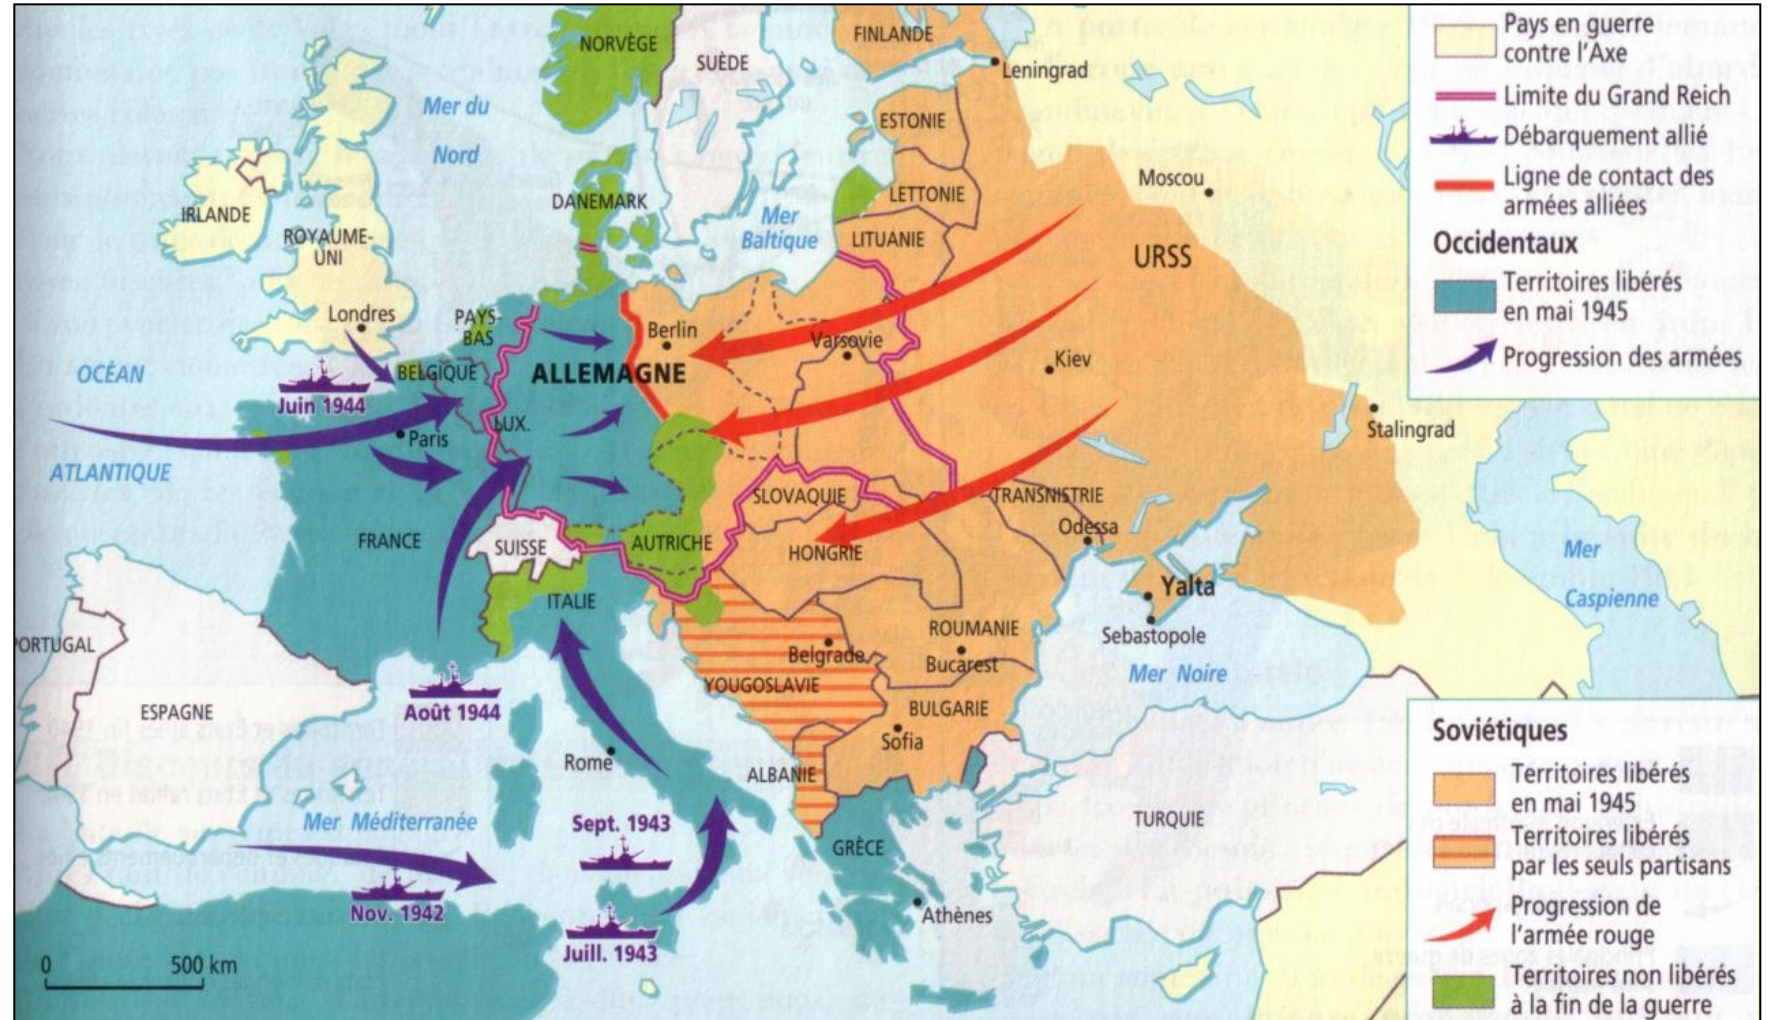 NORVÈGE
SUÈDE
FINLANDE
Leningrad
Mer du
Nord
ESTONIE
LETTONIE
LITUANIE
Moscou
URSS
IRLANDE
ROYAUME-
UNI
Londres
DANEMARK
Mer
Baltique
PAYS-
BAS
BELGIQUE
ALLEMAGNE
Berlin
Varsovie
Kiev
Stalingrad
OCÉAN
ATLANTIQUE
Juin 1944
Paris
LUX.
FRANCE
SUISSE
AUTRICHE
SLOVAQUIE
HONGRIE
TRANSNISTRIE
Odessa
Yalta
Sebastopole
Mer
Caspienne
Mer Noire
ITALIE
ROUMANIE
Bucarest
Belgrade
YOUGOSLAVIE
BULGARIE
Sofia
ALBANIE
GRÈCE
Athènes
TURQUIE
PORTUGAL
ESPAGNE
Août 1944
Rome
Mer Méditerranée
Sept. 1943
Nov. 1942
Juill. 1943
0
500 km
Pays en guerre
contre l'Axe
Limite du Grand Reich
Débarquement allié
Ligne de contact des
armées alliées
Occidentaux
Territoires libérés
en mai 1945
Progression des armées
Soviétiques
Territoires libérés
en mai 1945
Territoires libérés
par les seuls partisans
Progression de
l'armée rouge
Territoires non libérés
à la fin de la guerre